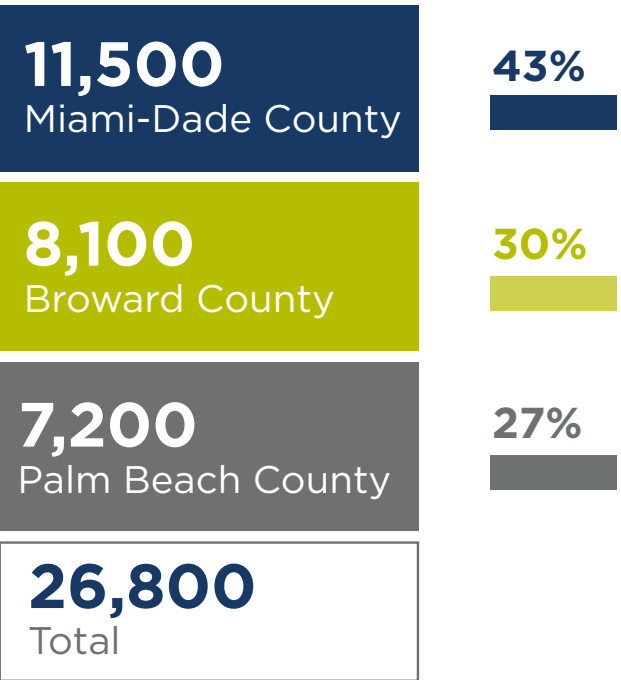 11,500
Miami-Dade County
43%
8,100
Broward County
30%
7,200
Palm Beach County
27%
26,800
Total